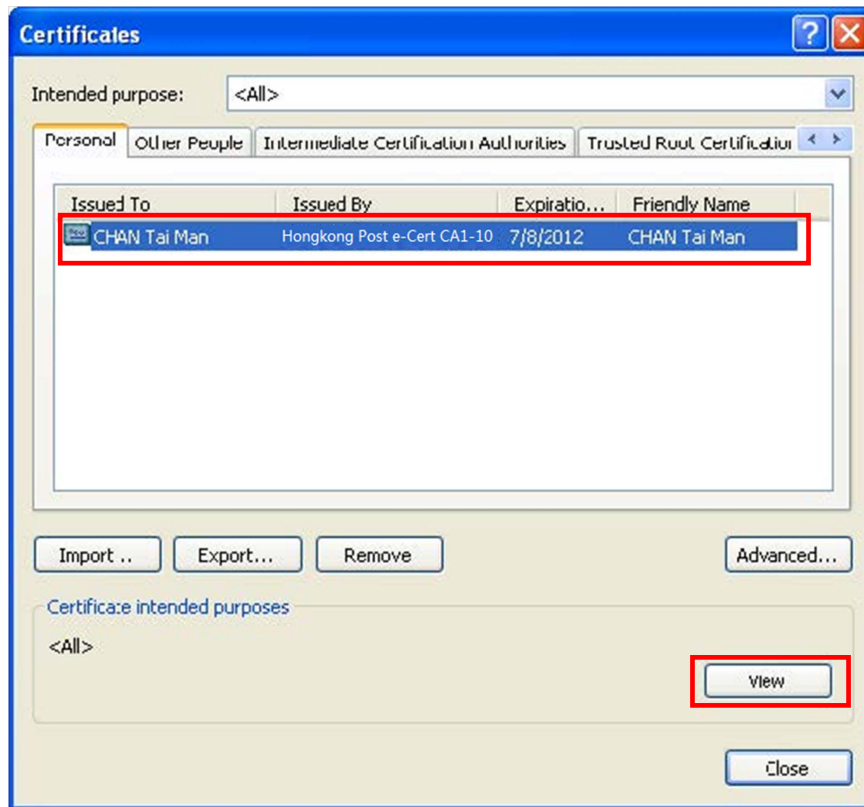 Certificates
Intended purpose: <All>
Personal Other People Intermediate Certification Authorities Trusted Root Certification
Issued To Issued By Expiratio... Friendly Name
CHAN Tai Man Hongkong Post e-Cert CA1-10 7/8/2012 CHAN Tai Man
Import .. Export... Remove Advanced...
Certificate intended purposes
<All>
View
Close